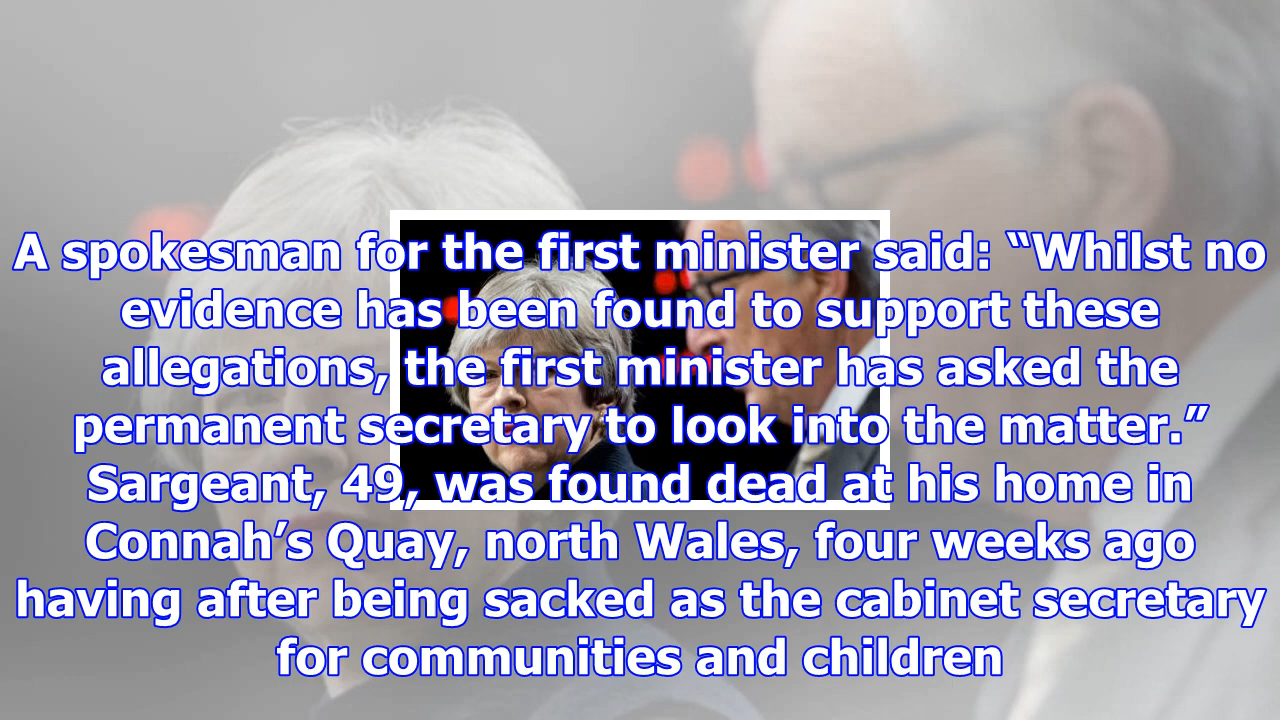 A spokesman for the first minister said: “Whilst no
evidence has been found to support these
allegations, the first minister has asked the
permanent secretary to look into the matter.”
Sargeant, 49, was found dead at his home in
Connah’s Quay, north Wales, four weeks ago
having after being sacked as the cabinet secretary
for communities and children